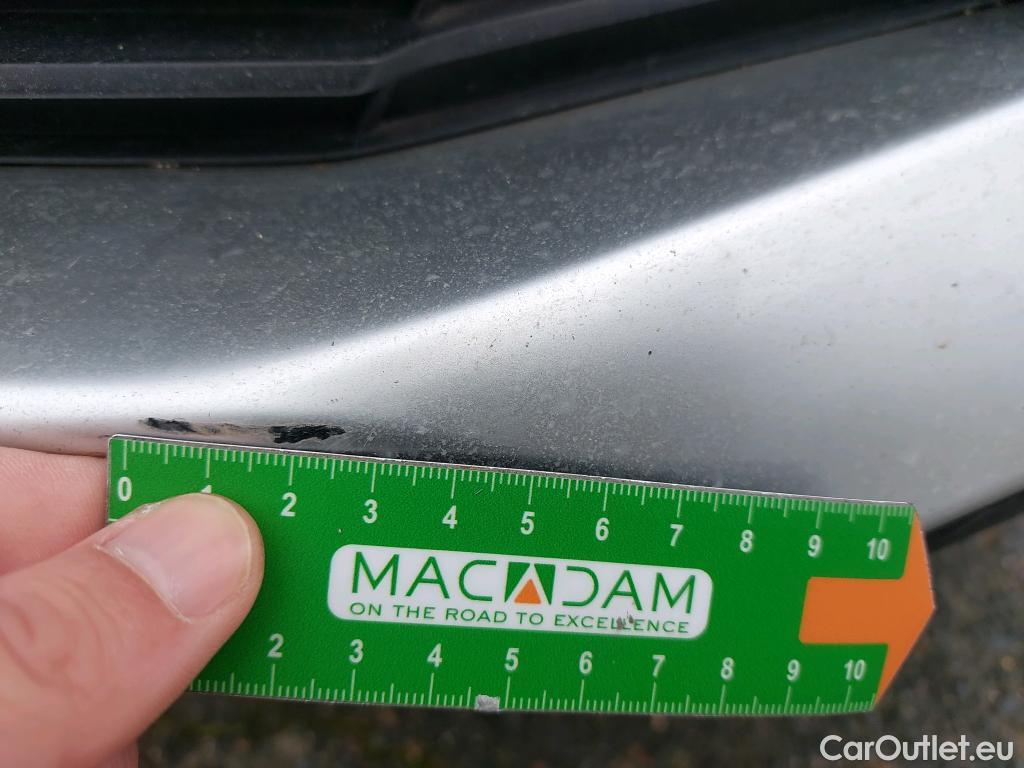 0 1 2 3 4 5 6 7 8 9 10
MACADAM
ON THE ROAD TO EXCELLENCE
2 3 4 5 6 7 8 9 10
CarOutlet.eu